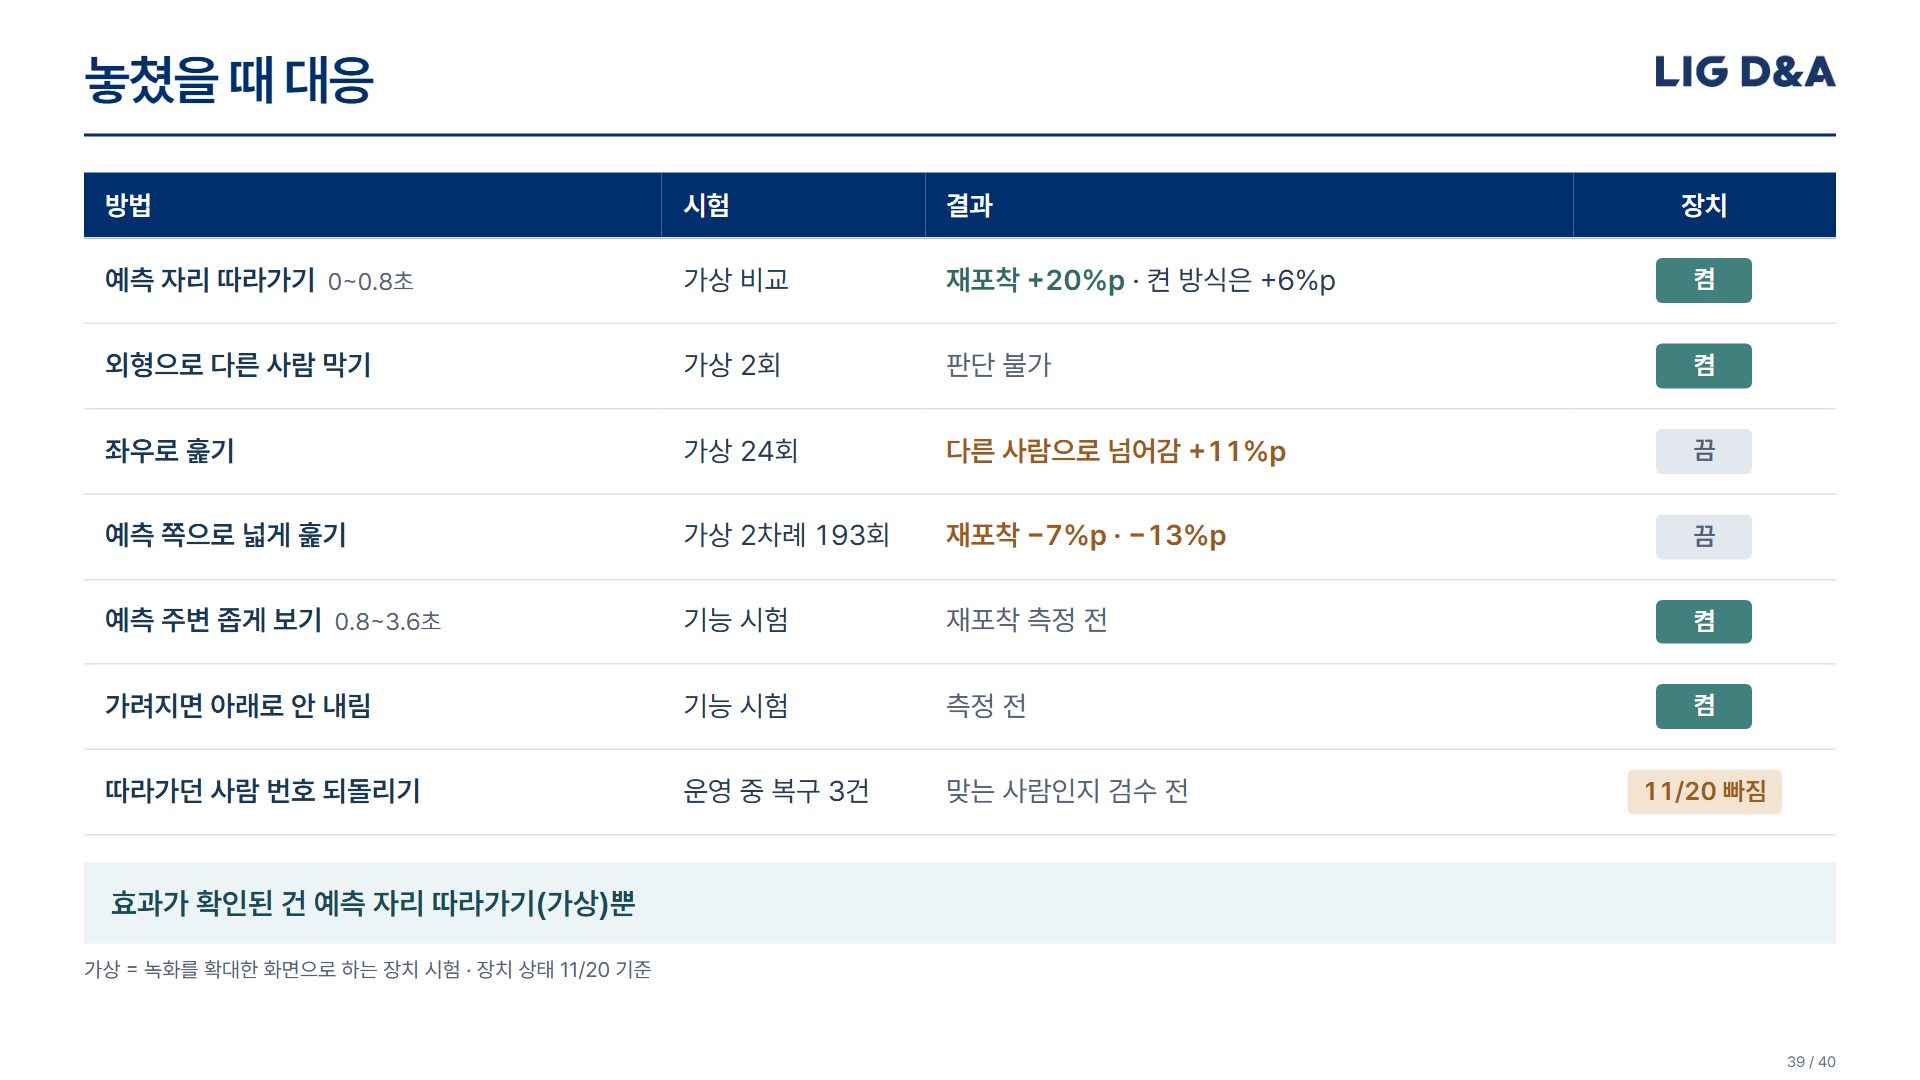 놓쳤을 때 대응
LIG D&A
방법 시험 결과 장치
예측 자리 따라가기 0~0.8초 가상 비교 재포착 +20%p · 켠 방식은 +6%p 켬
외형으로 다른 사람 막기 가상 2회 판단 불가 켬
좌우로 훑기 가상 24회 다른 사람으로 넘어감 +11%p 끔
예측 쪽으로 넓게 훑기 가상 2차례 193회 재포착 −7%p · −13%p 끔
예측 주변 좁게 보기 0.8~3.6초 기능 시험 재포착 측정 전 켬
가려지면 아래로 안 내림 기능 시험 측정 전 켬
따라가던 사람 번호 되돌리기 운영 중 복구 3건 맞는 사람인지 검수 전 11/20 빠짐
효과가 확인된 건 예측 자리 따라가기(가상)뿐
가상 = 녹화를 확대한 화면으로 하는 장치 시험 · 장치 상태 11/20 기준
39 / 40